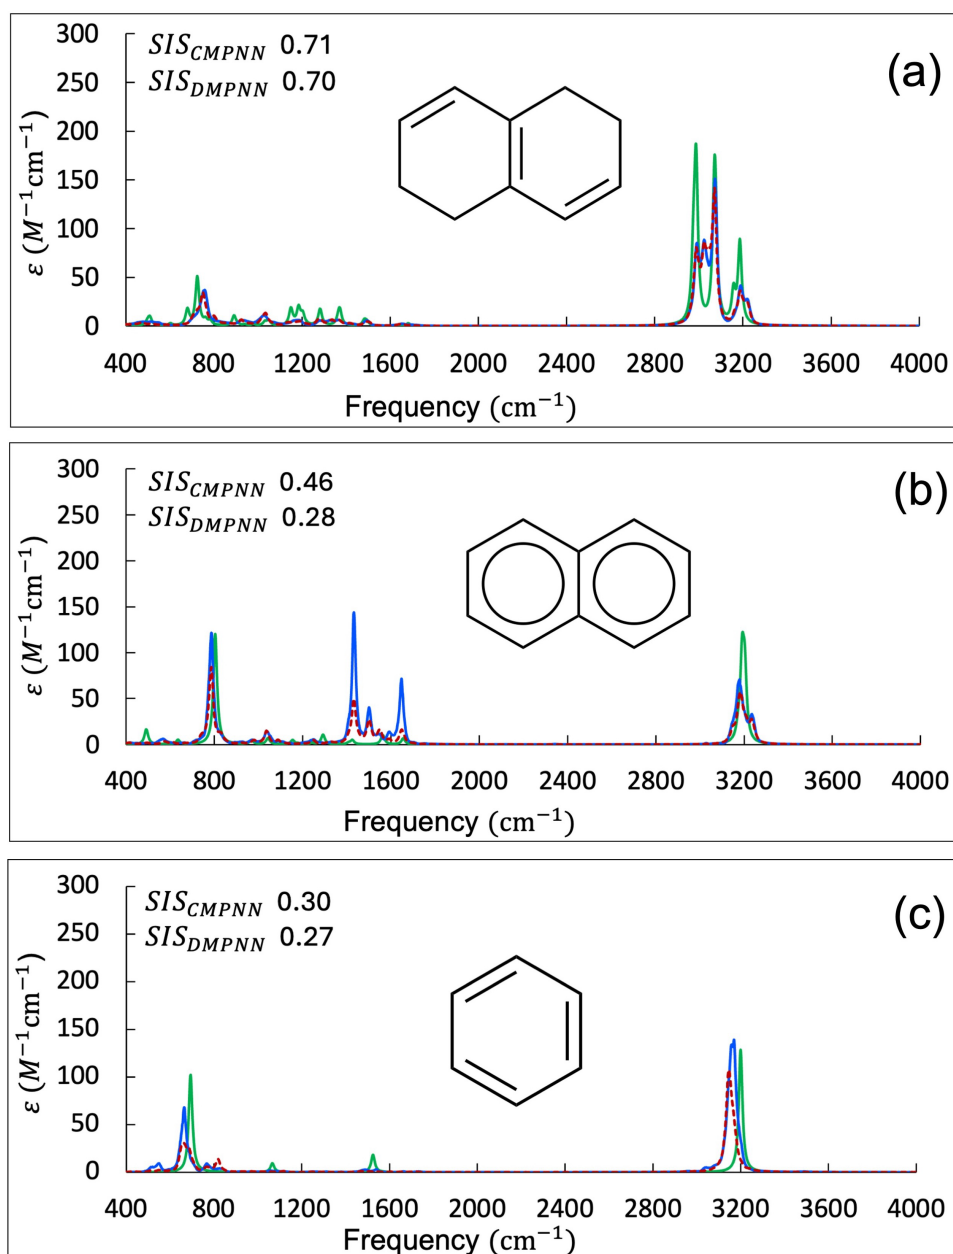 300
SIS_CMPNN 0.71
(a)
250
SIS_DMPNN 0.70
200
150
100
50
0
ε (M⁻¹cm⁻¹)
400 800 1200 1600 2000 2400 2800 3200 3600 4000
Frequency (cm⁻¹)
300
SIS_CMPNN 0.46
(b)
250
SIS_DMPNN 0.28
200
150
100
50
0
ε (M⁻¹cm⁻¹)
400 800 1200 1600 2000 2400 2800 3200 3600 4000
Frequency (cm⁻¹)
300
SIS_CMPNN 0.30
(c)
250
SIS_DMPNN 0.27
200
150
100
50
0
ε (M⁻¹cm⁻¹)
400 800 1200 1600 2000 2400 2800 3200 3600 4000
Frequency (cm⁻¹)